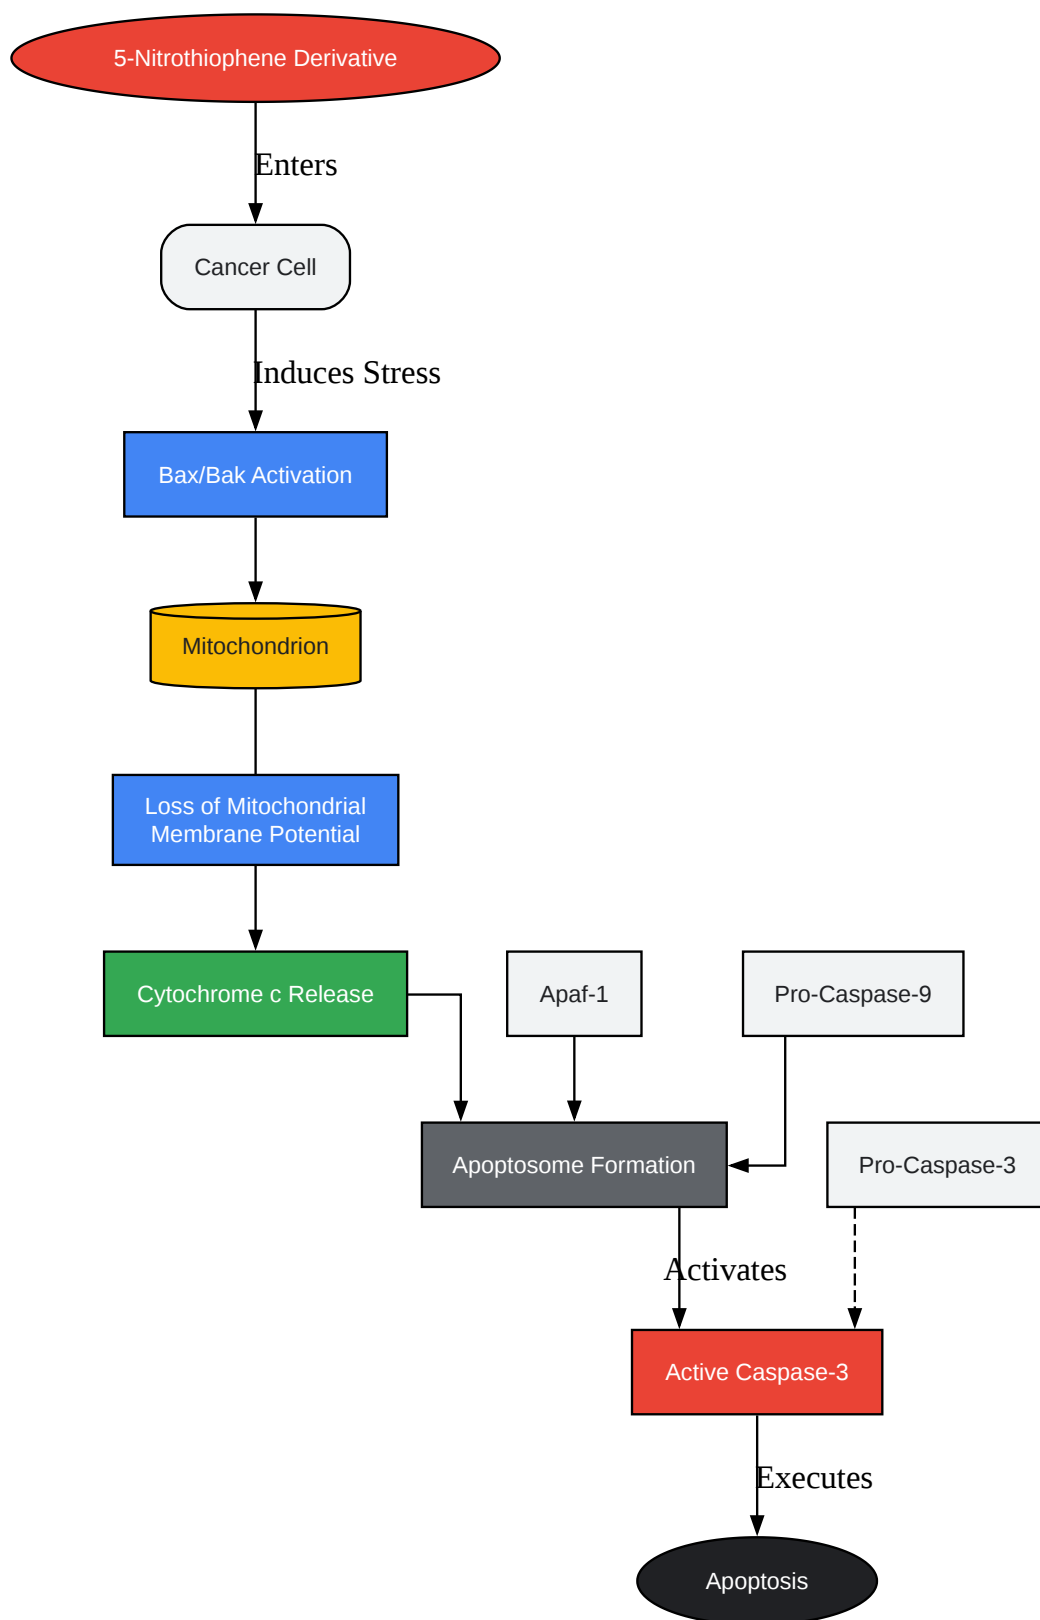 5-Nitrothiophene Derivative
Enters
Cancer Cell
Induces Stress
Bax/Bak Activation
Mitochondrion
Loss of Mitochondrial
Membrane Potential
Cytochrome c Release
Apaf-1
Pro-Caspase-9
Apoptosome Formation
Pro-Caspase-3
Activates
Active Caspase-3
Executes
Apoptosis